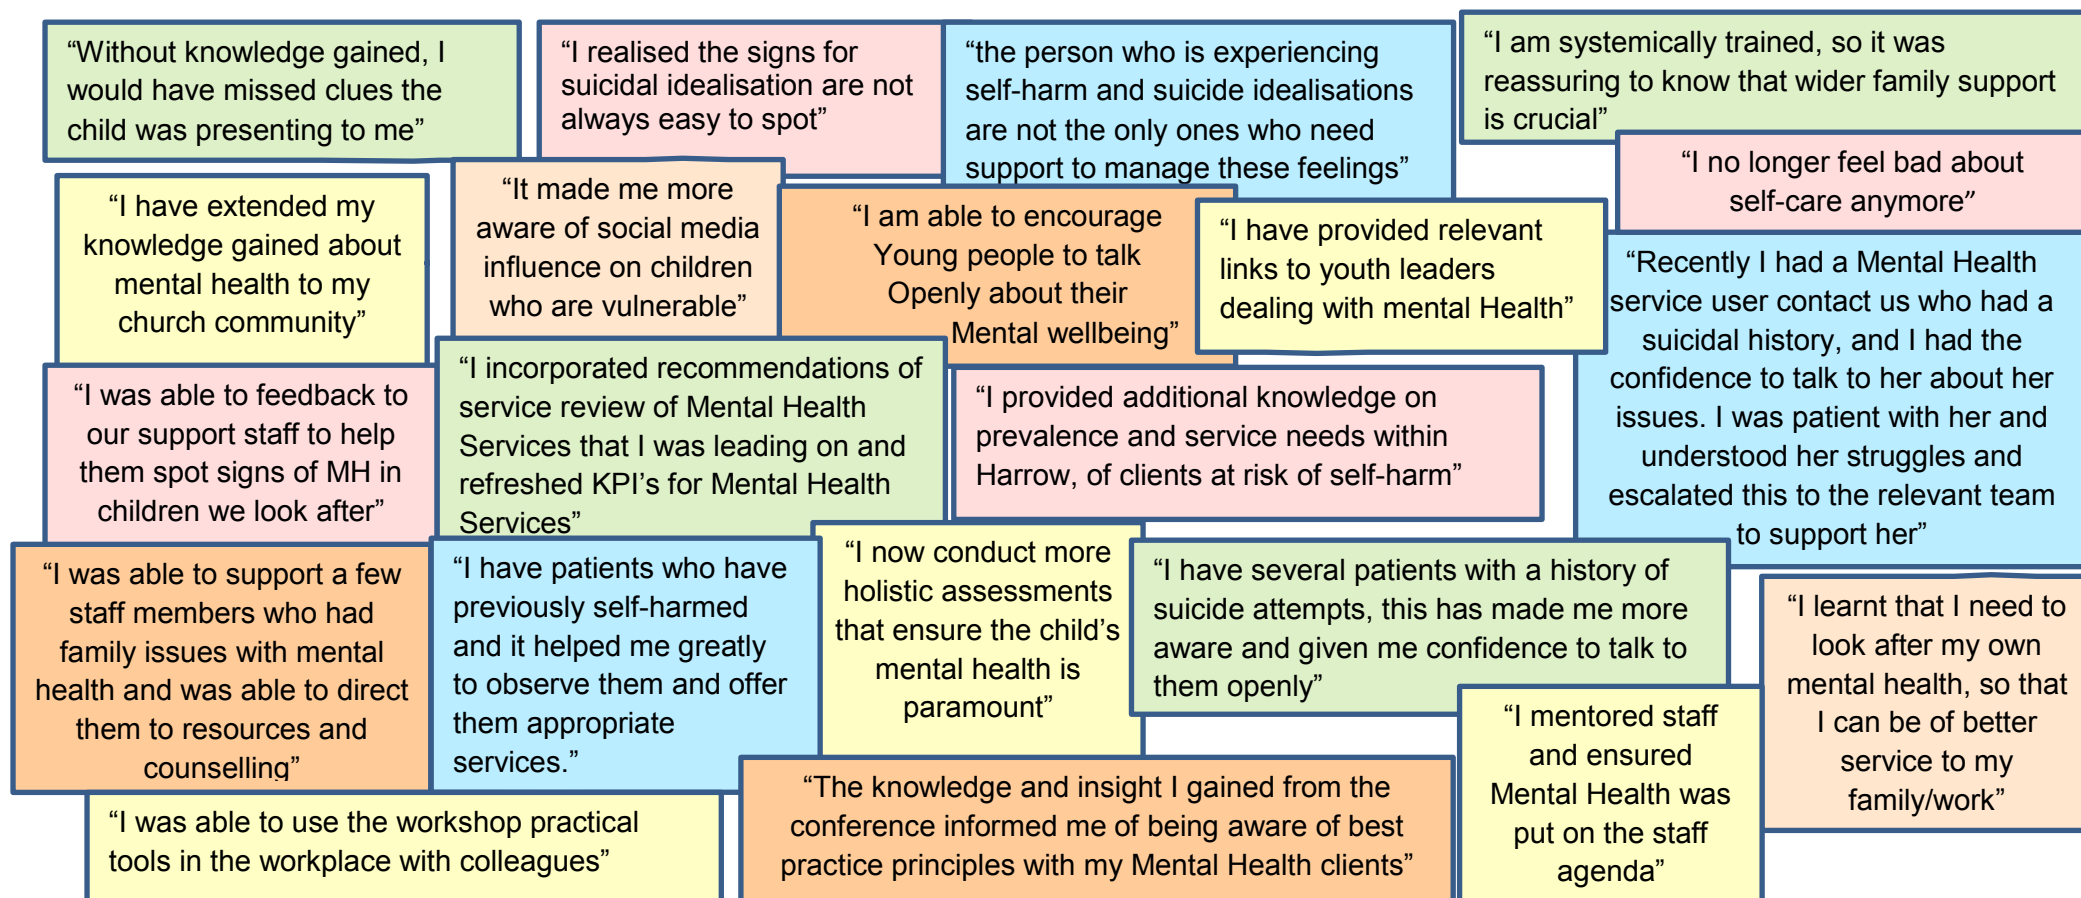 “Without knowledge gained, I
would have missed clues the
child was presenting to me”
“I realised the signs for
suicidal idealisation are not
always easy to spot”
“the person who is experiencing
self-harm and suicide idealisations
are not the only ones who need
support to manage these feelings”
“I am systemically trained, so it was
reassuring to know that wider family support
is crucial”
“I no longer feel bad about
self-care anymore”
“I have extended my
knowledge gained about
mental health to my
church community”
“It made me more
aware of social media
influence on children
who are vulnerable”
“I am able to encourage
Young people to talk
Openly about their
Mental wellbeing”
“I have provided relevant
links to youth leaders
dealing with mental Health”
“Recently I had a Mental Health
service user contact us who had a
suicidal history, and I had the
confidence to talk to her about her
issues. I was patient with her and
understood her struggles and
escalated this to the relevant team
to support her”
“I was able to feedback to
our support staff to help
them spot signs of MH in
children we look after”
“I incorporated recommendations of
service review of Mental Health
Services that I was leading on and
refreshed KPI’s for Mental Health
Services”
“I provided additional knowledge on
prevalence and service needs within
Harrow, of clients at risk of self-harm”
“I was able to support a few
staff members who had
family issues with mental
health and was able to direct
them to resources and
counselling”
“I have patients who have
previously self-harmed
and it helped me greatly
to observe them and offer
them appropriate
services.”
“I now conduct more
holistic assessments
that ensure the child’s
mental health is
paramount”
“I have several patients with a history of
suicide attempts, this has made me more
aware and given me confidence to talk to
them openly”
“I learnt that I need to
look after my own
mental health, so that
I can be of better
service to my
family/work”
“I mentored staff
and ensured
Mental Health was
put on the staff
agenda”
“I was able to use the workshop practical
tools in the workplace with colleagues”
“The knowledge and insight I gained from the
conference informed me of being aware of best
practice principles with my Mental Health clients”